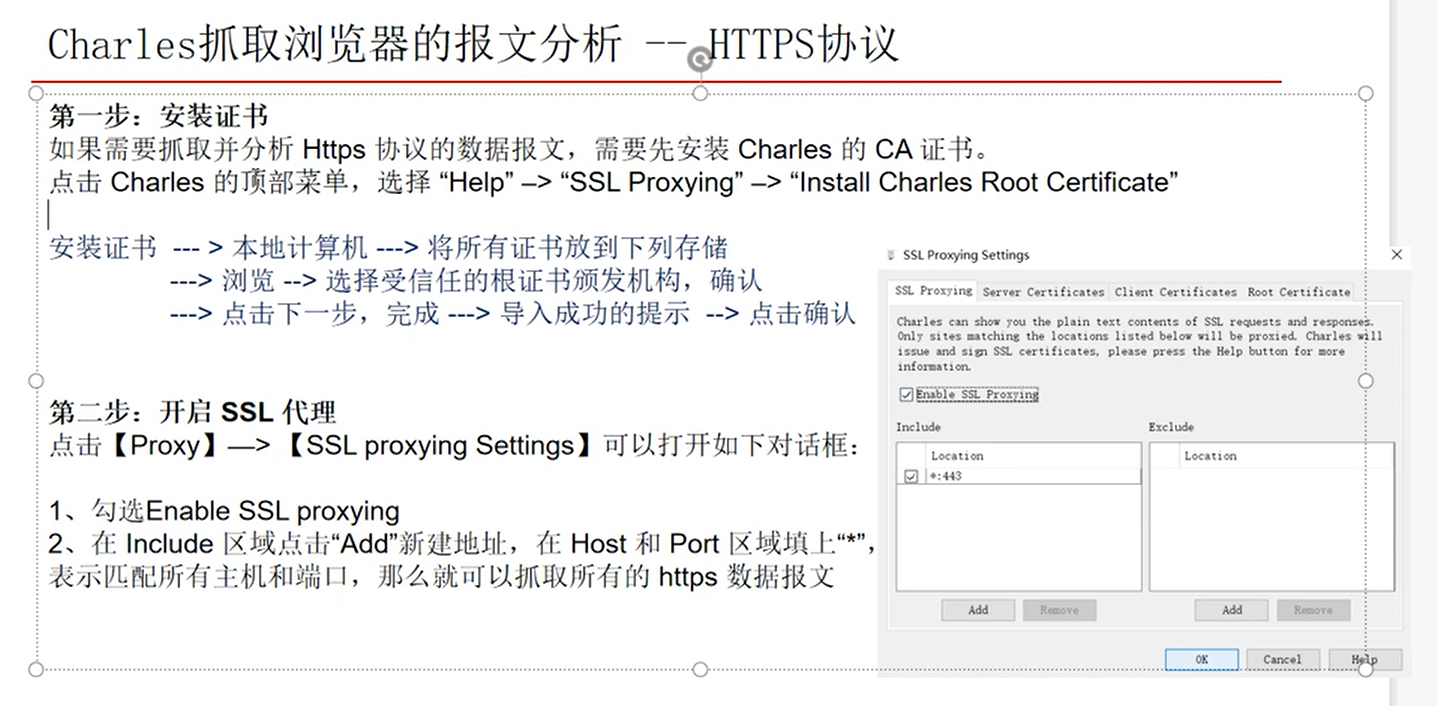 Charles抓取浏览器的报文分析 -- HTTPS协议
第一步：安装证书
如果需要抓取并分析 Https 协议的数据报文，需要先安装 Charles 的 CA 证书。
点击 Charles 的顶部菜单，选择 “Help” –> “SSL Proxying” –> “Install Charles Root Certificate”
安装证书 --- > 本地计算机 ---> 将所有证书放到下列存储
---> 浏览 --> 选择受信任的根证书颁发机构，确认
---> 点击下一步，完成 ---> 导入成功的提示 --> 点击确认
第二步：开启 SSL 代理
点击【Proxy】—> 【SSL proxying Settings】可以打开如下对话框：
1、勾选Enable SSL proxying
2、在 Include 区域点击“Add”新建地址，在 Host 和 Port 区域填上“*”，
表示匹配所有主机和端口，那么就可以抓取所有的 https 数据报文
SSL Proxying Settings
SSL Proxying Server Certificates Client Certificates Root Certificate
Charles can show you the plain text contents of SSL requests and responses.
Only sites matching the locations listed below will be proxied. Charles will
issue and sign SSL certificates, please press the Help button for more
information.
Enable SSL Proxying
Include Exclude
Location Location
*:443
Add Remove Add Remove
OK Cancel Help